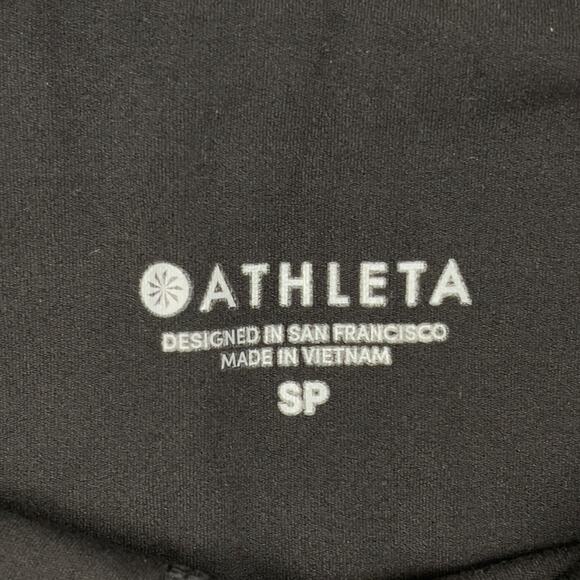 ATHLETA
DESIGNED IN SAN FRANCISCO
MADE IN VIETNAM
SP